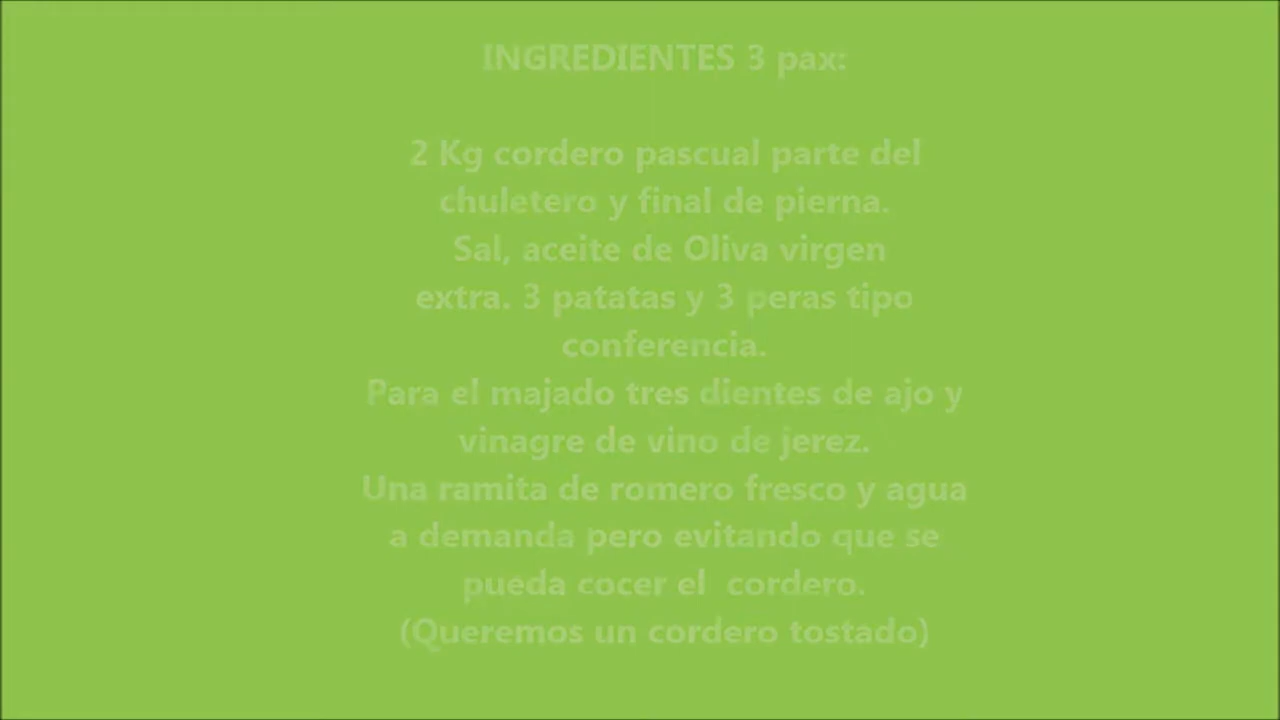 INGREDIENTES 3 pax:
2 Kg cordero pascual parte del
chuletero y final de pierna.
Sal, aceite de Oliva virgen
extra. 3 patatas y 3 peras tipo
conferencia.
Para el majado tres dientes de ajo y
vinagre de vino de jerez.
Una ramita de romero fresco y agua
a demanda pero evitando que se
pueda cocer el  cordero.
(Queremos un cordero tostado)